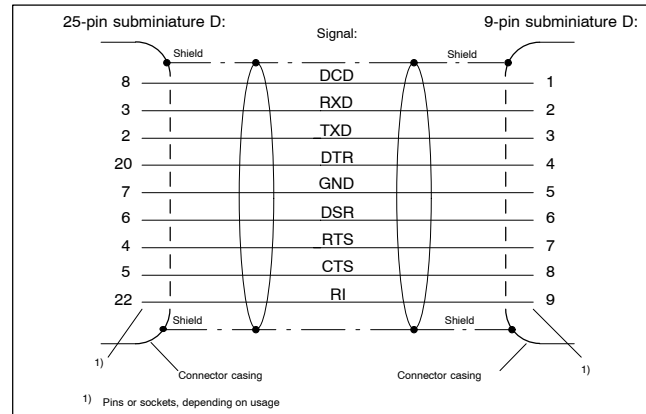 25-pin subminiature D:
Signal:
9-pin subminiature D:
Shield
Shield
8 DCD 1
3 RXD 2
2 TXD 3
20 DTR 4
7 GND 5
6 DSR 6
4 RTS 7
5 CTS 8
22 RI 9
Shield
Shield
1)
Connector casing
Connector casing
1)
1) Pins or sockets, depending on usage